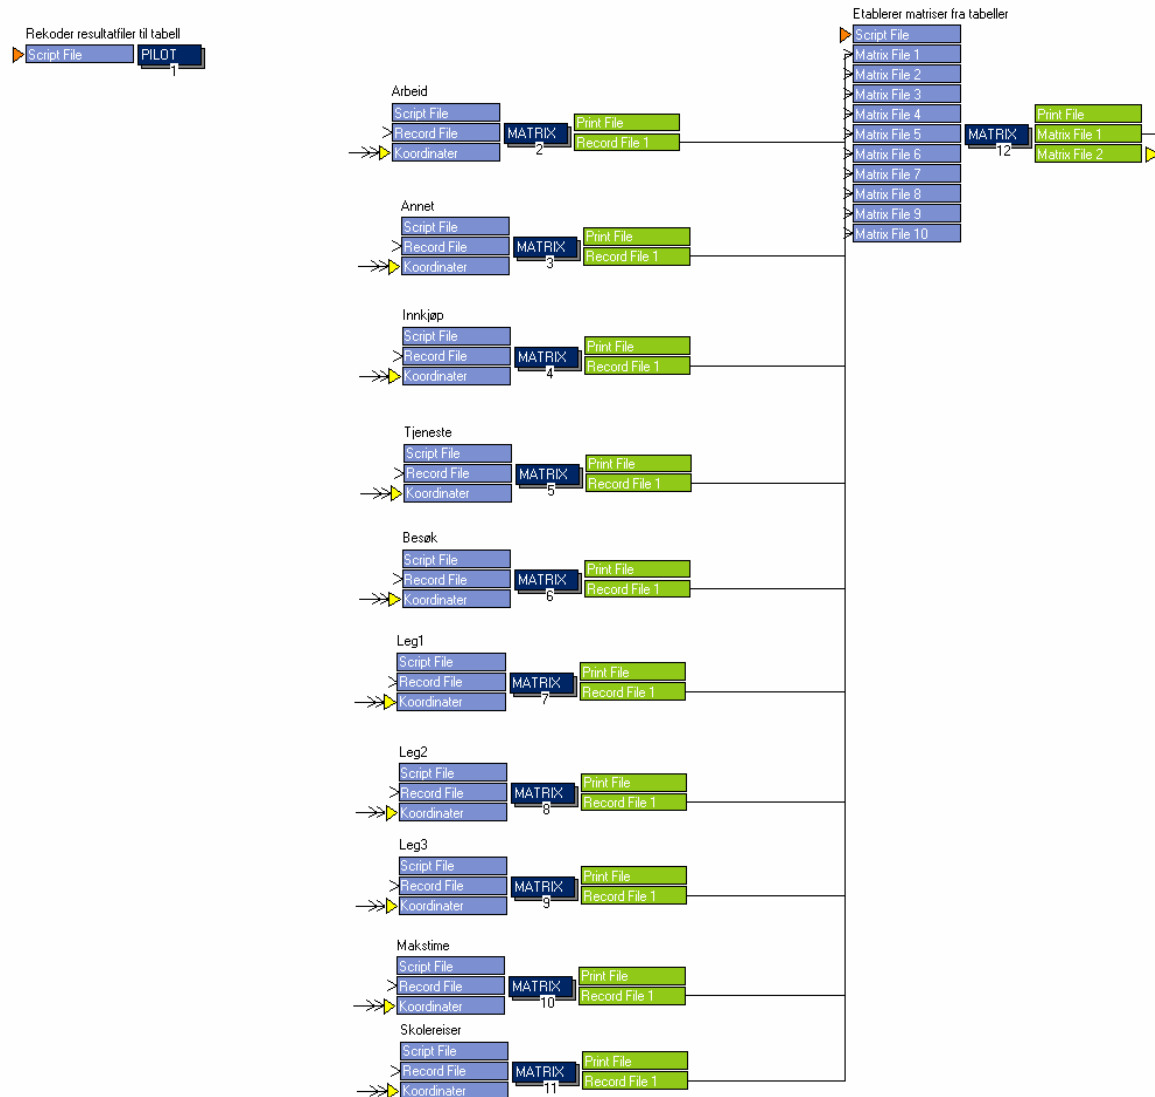 Rekoder resultatfiler til tabell
Script File
PILOT
1
Arbeid
Script File
Record File
Koordinater
MATRIX
2
Print File
Record File 1
Annet
Script File
Record File
Koordinater
MATRIX
3
Print File
Record File 1
Innkjøp
Script File
Record File
Koordinater
MATRIX
4
Print File
Record File 1
Tjeneste
Script File
Record File
Koordinater
MATRIX
5
Print File
Record File 1
Besøk
Script File
Record File
Koordinater
MATRIX
6
Print File
Record File 1
Leg1
Script File
Record File
Koordinater
MATRIX
7
Print File
Record File 1
Leg2
Script File
Record File
Koordinater
MATRIX
8
Print File
Record File 1
Leg3
Script File
Record File
Koordinater
MATRIX
9
Print File
Record File 1
Makstime
Script File
Record File
Koordinater
MATRIX
10
Print File
Record File 1
Skolereiser
Script File
Record File
Koordinater
MATRIX
11
Print File
Record File 1
Etablerer matriser fra tabeller
Script File
Matrix File 1
Matrix File 2
Matrix File 3
Matrix File 4
Matrix File 5
Matrix File 6
Matrix File 7
Matrix File 8
Matrix File 9
Matrix File 10
MATRIX
12
Print File
Matrix File 1
Matrix File 2